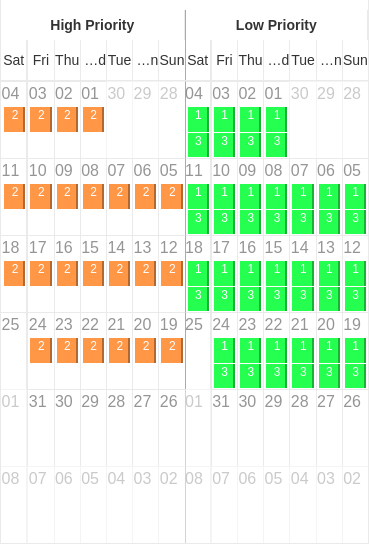 High Priority Low Priority
Sat Fri Thu ...d Tue ...n Sun Sat Fri Thu ...d Tue ...n Sun
04 03 02 01 30 29 28 04 03 02 01 30 29 28
2 2 2 2 1 1 1 1
3 3 3 3
11 10 09 08 07 06 05 11 10 09 08 07 06 05
2 2 2 2 2 2 2 1 1 1 1 1 1 1
3 3 3 3 3 3 3
18 17 16 15 14 13 12 18 17 16 15 14 13 12
2 2 2 2 2 2 2 1 1 1 1 1 1 1
3 3 3 3 3 3 3
25 24 23 22 21 20 19 25 24 23 22 21 20 19
2 2 2 2 2 2 1 1 1 1 1 1
3 3 3 3 3 3
01 31 30 29 28 27 26 01 31 30 29 28 27 26
08 07 06 05 04 03 02 08 07 06 05 04 03 02